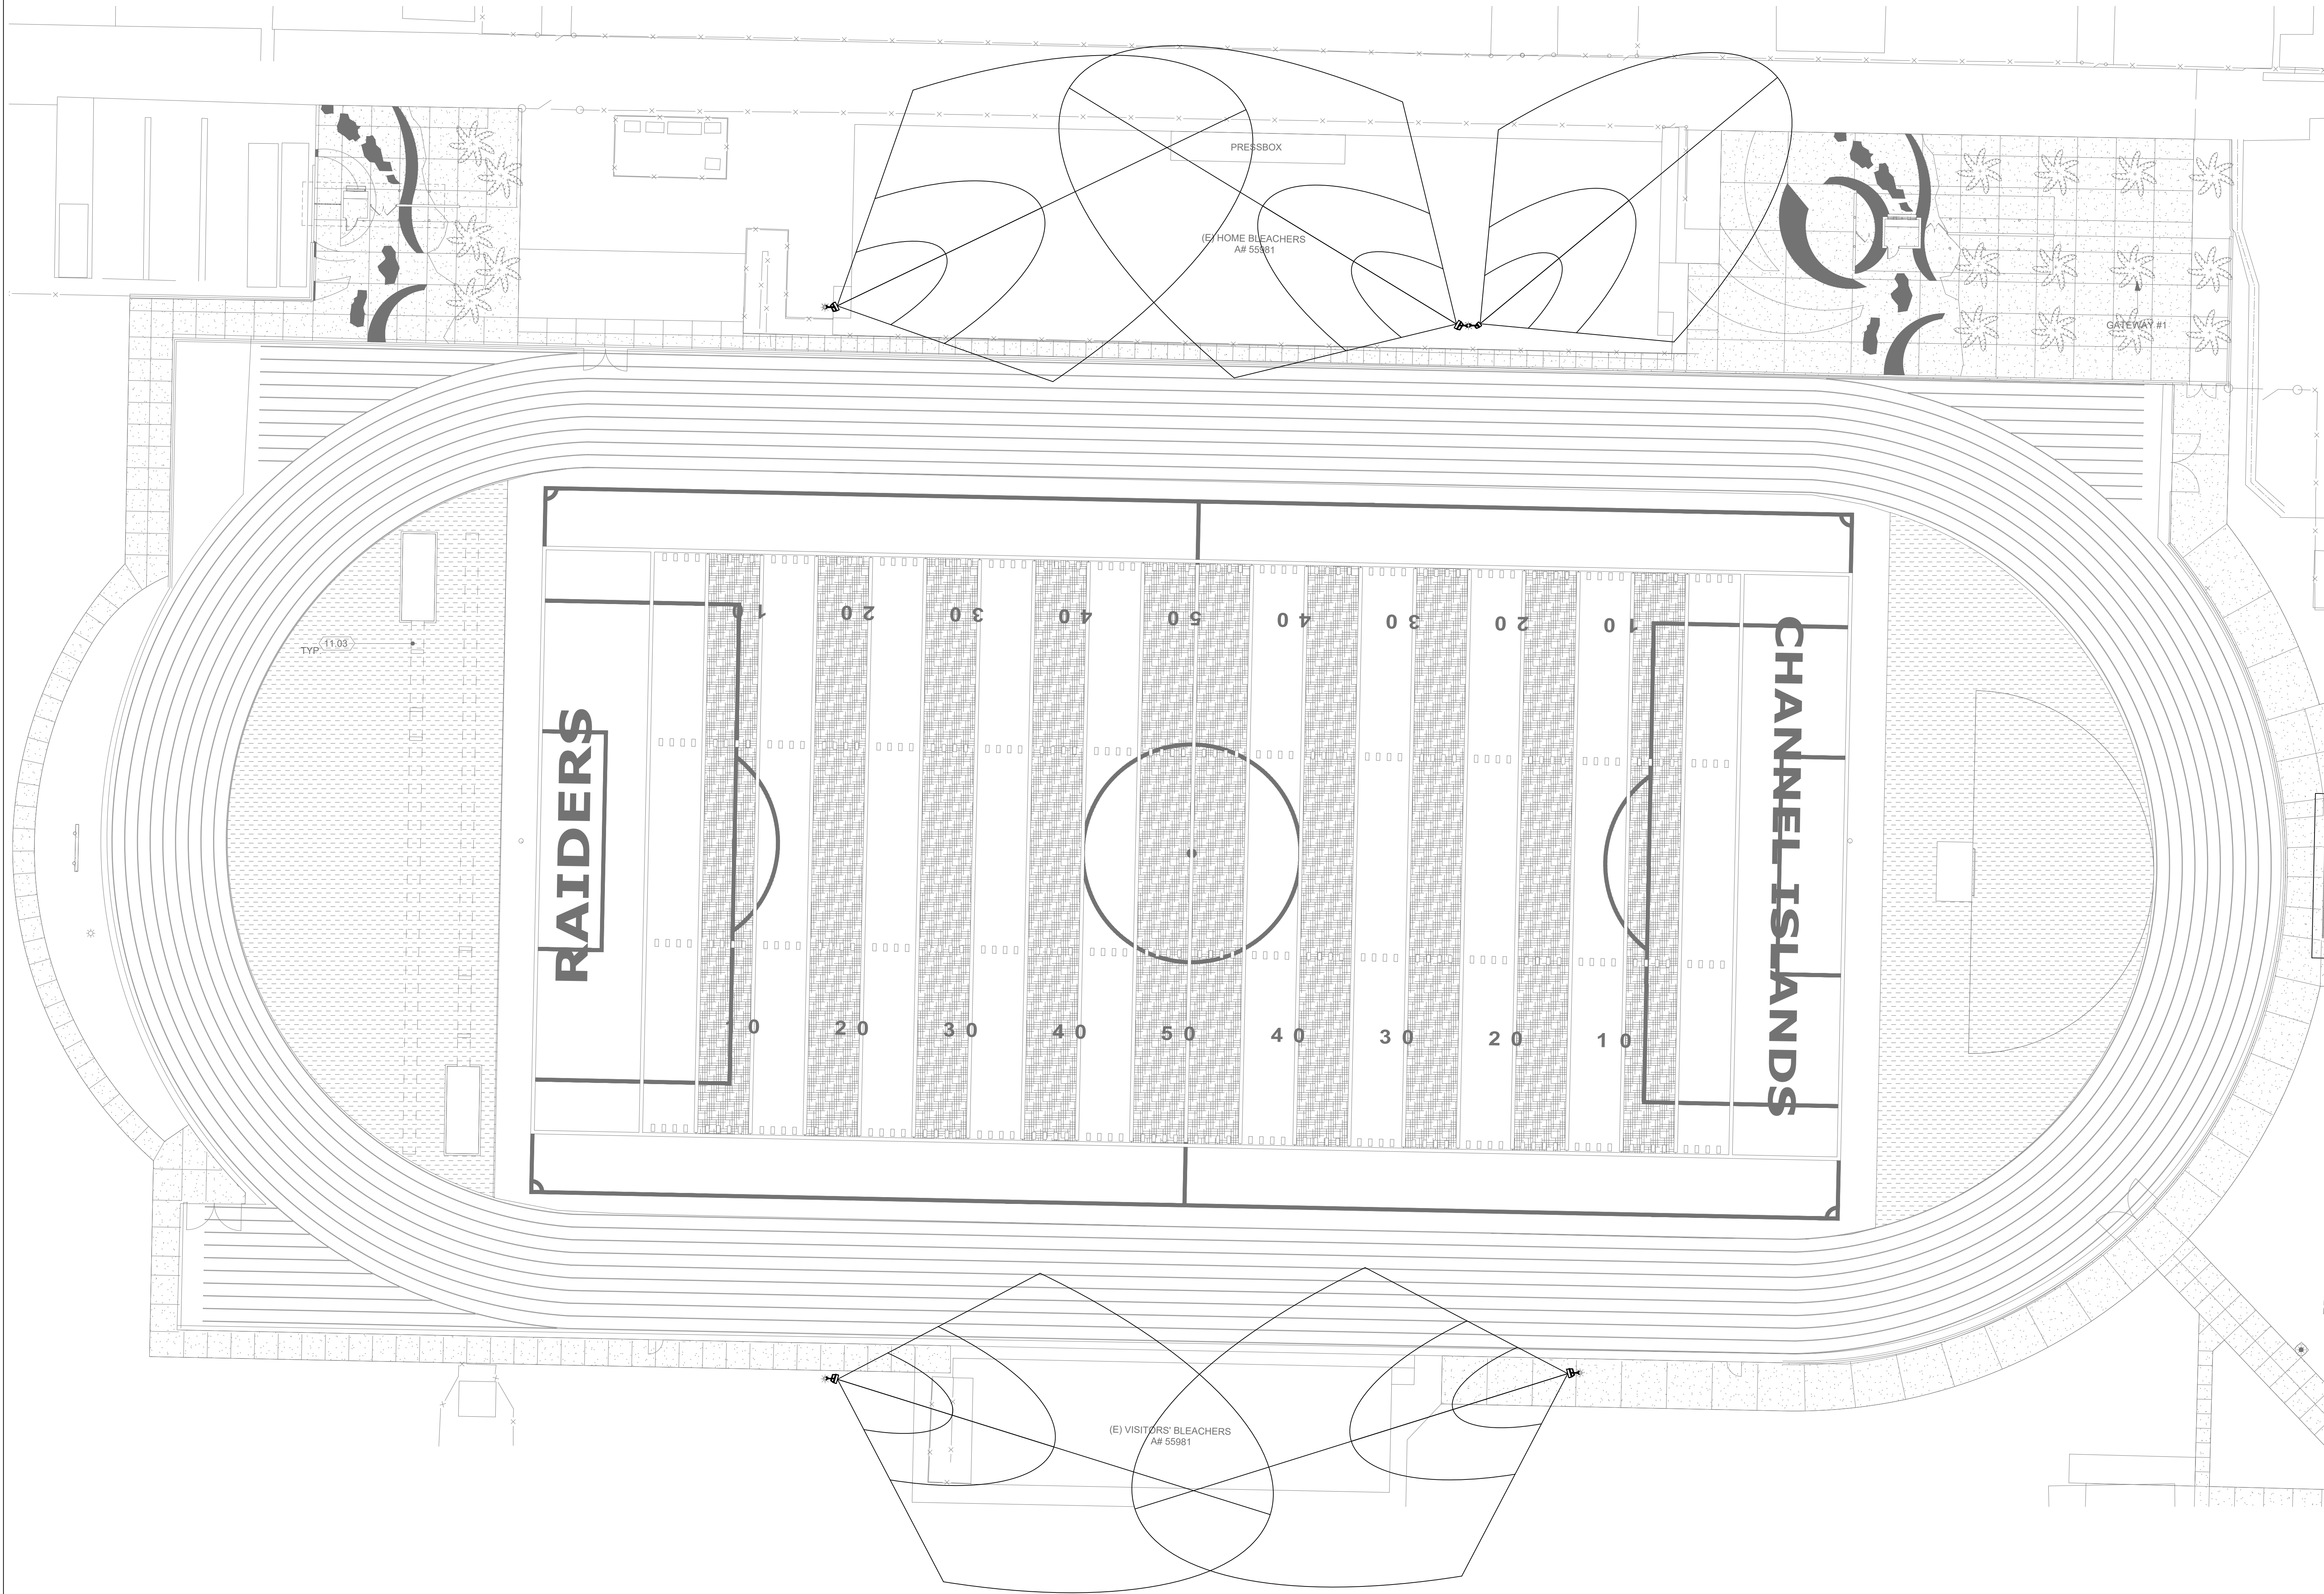 PRESSBOX
(E) HOME BLEACHERS
A# 55981
GATEWAY #1
TYP.
11.03
10 20 30 40 50 40 30 20 10
RAIDERS
CHANNEL ISLANDS
10 20 30 40 50 40 30 20 10
(E) VISITORS' BLEACHERS
A# 55981